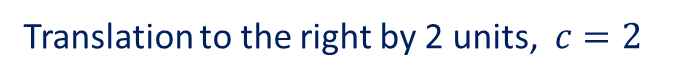 Translation to the right by 2 units, c = 2